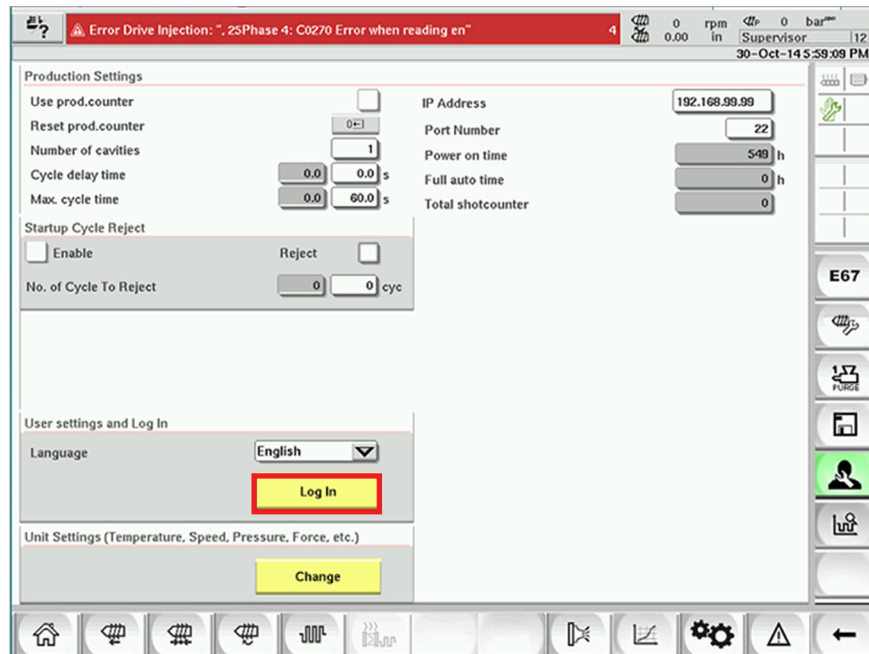 Error Drive Injection: ", 25Phase 4: C0270 Error when reading en" 4
0 rpm 0 bar
0.00 in Supervisor 12
30-Oct-14 5:59:09 PM
Production Settings
Use prod.counter
Reset prod.counter
Number of cavities 1
Cycle delay time 0.0 0.0 s
Max. cycle time 0.0 60.0 s
IP Address 192.168.99.99
Port Number 22
Power on time 549 h
Full auto time 0 h
Total shotcounter 0
Startup Cycle Reject
Enable Reject
No. of Cycle To Reject 0 0 cyc
User settings and Log In
Language English
Log In
Unit Settings (Temperature, Speed, Pressure, Force, etc.)
Change
E67
PURGE